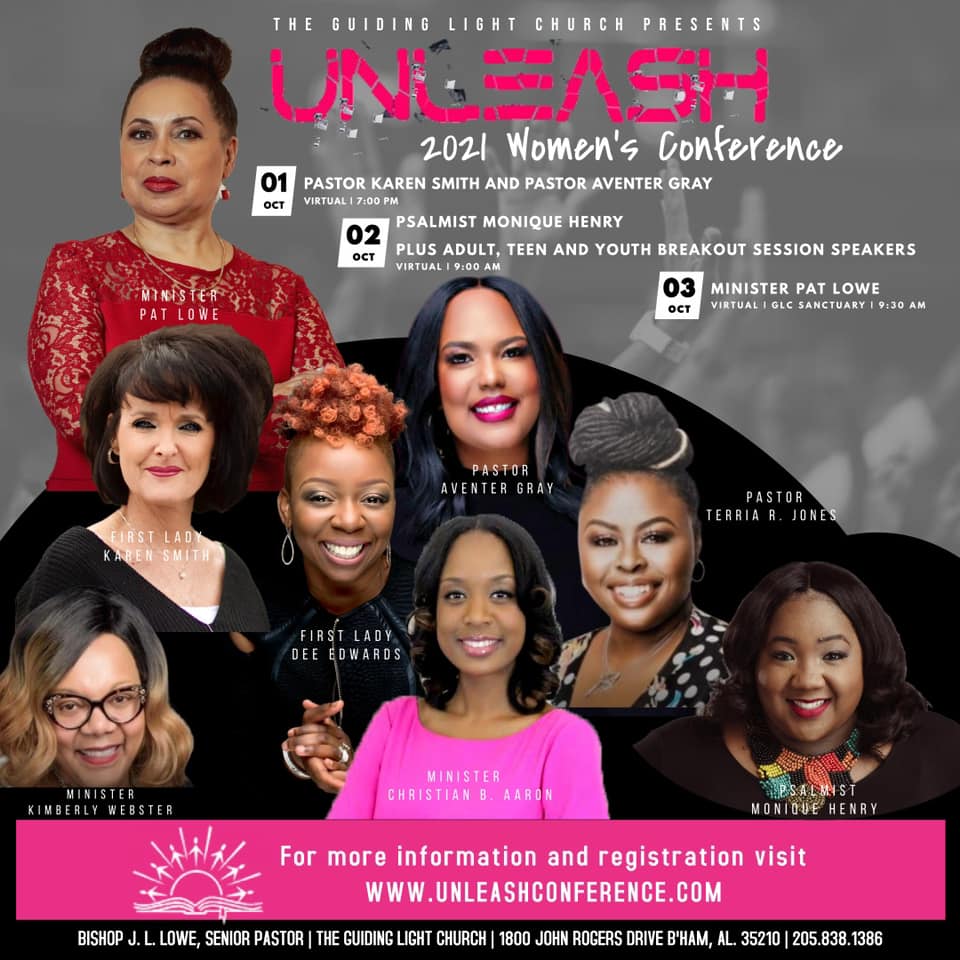 THE GUIDING LIGHT CHURCH PRESENTS
UNLEASH
2021 Women's Conference
01
OCT
PASTOR KAREN SMITH AND PASTOR AVENTER GRAY
VIRTUAL | 7:00 PM
02
OCT
PSALMIST MONIQUE HENRY
PLUS ADULT, TEEN AND YOUTH BREAKOUT SESSION SPEAKERS
VIRTUAL | 9:00 AM
03
OCT
MINISTER PAT LOWE
VIRTUAL | GLC SANCTUARY | 9:30 AM
MINISTER
PAT LOWE
PASTOR
AVENTER GRAY
PASTOR
TERRIA R. JONES
FIRST LADY
KAREN SMITH
FIRST LADY
DEE EDWARDS
MINISTER
CHRISTIAN B. AARON
MINISTER
KIMBERLY WEBSTER
PSALMIST
MONIQUE HENRY
For more information and registration visit
WWW.UNLEASHCONFERENCE.COM
BISHOP J. L. LOWE, SENIOR PASTOR | THE GUIDING LIGHT CHURCH | 1800 JOHN ROGERS DRIVE B'HAM, AL. 35210 | 205.838.1386